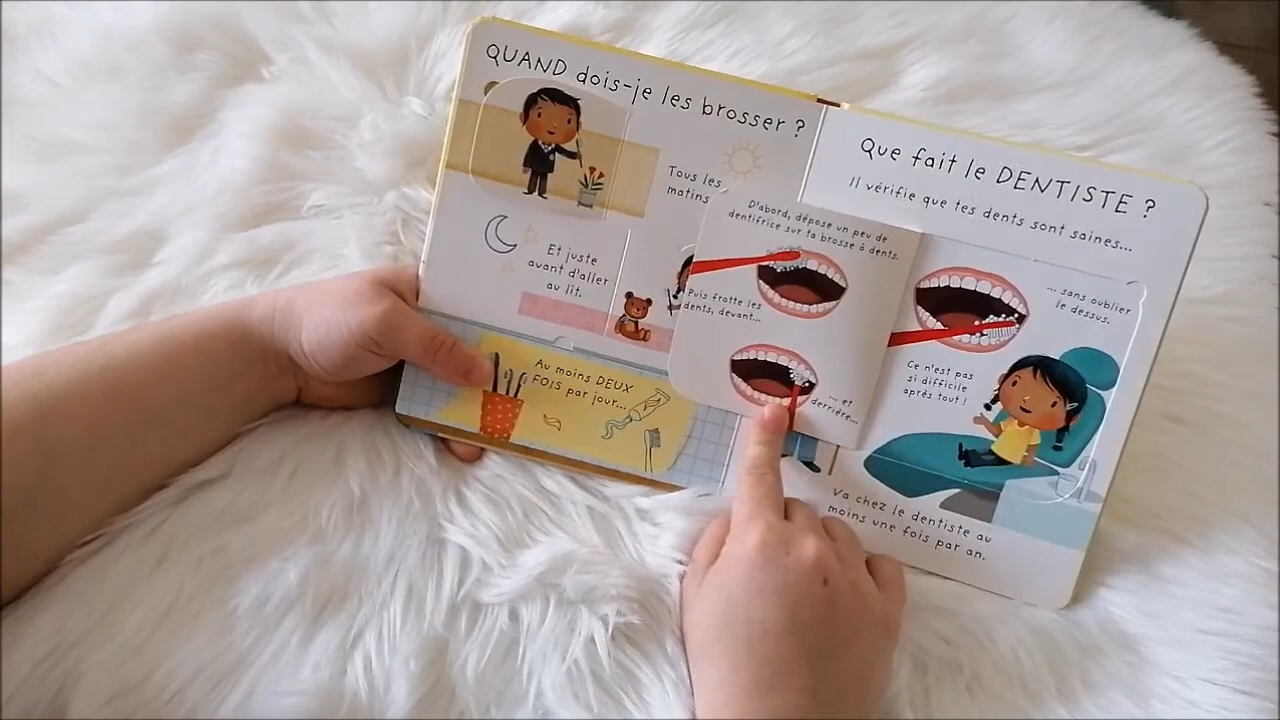 QUAND dois-je les brosser ?
Tous les
matins
Et juste
avant d'aller
au lit.
Au moins DEUX
FOIS par jour...
D'abord, dépose un peu de
dentifrice sur ta brosse à dents.
Puis frotte les
dents, devant...
... et
derrière...
Que fait le DENTISTE ?
Il vérifie que tes dents sont saines...
... sans oublier
le dessus.
Ce n'est pas
si difficile
après tout !
Va chez le dentiste au
moins une fois par an.